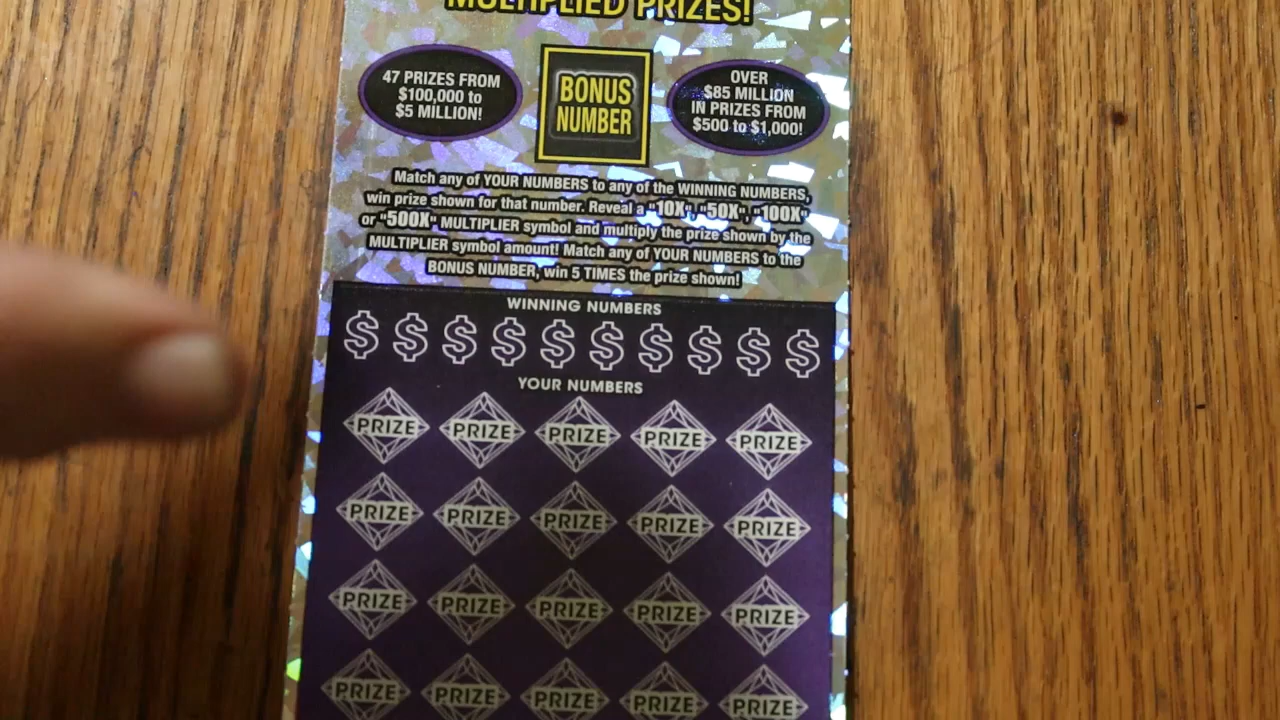 MULTIPLIED PRIZES!
47 PRIZES FROM
$100,000 to
$5 MILLION!
BONUS
NUMBER
OVER
$85 MILLION
IN PRIZES FROM
$500 to $1,000!
Match any of YOUR NUMBERS to any of the WINNING NUMBERS,
win prize shown for that number. Reveal a "10X", "50X", "100X"
or "500X" MULTIPLIER symbol and multiply the prize shown by the
MULTIPLIER symbol amount! Match any of YOUR NUMBERS to the
BONUS NUMBER, win 5 TIMES the prize shown!
WINNING NUMBERS
$ $ $ $ $ $ $ $ $ $
YOUR NUMBERS
PRIZE PRIZE PRIZE PRIZE PRIZE
PRIZE PRIZE PRIZE PRIZE PRIZE
PRIZE PRIZE PRIZE PRIZE PRIZE
PRIZE PRIZE PRIZE PRIZE PRIZE